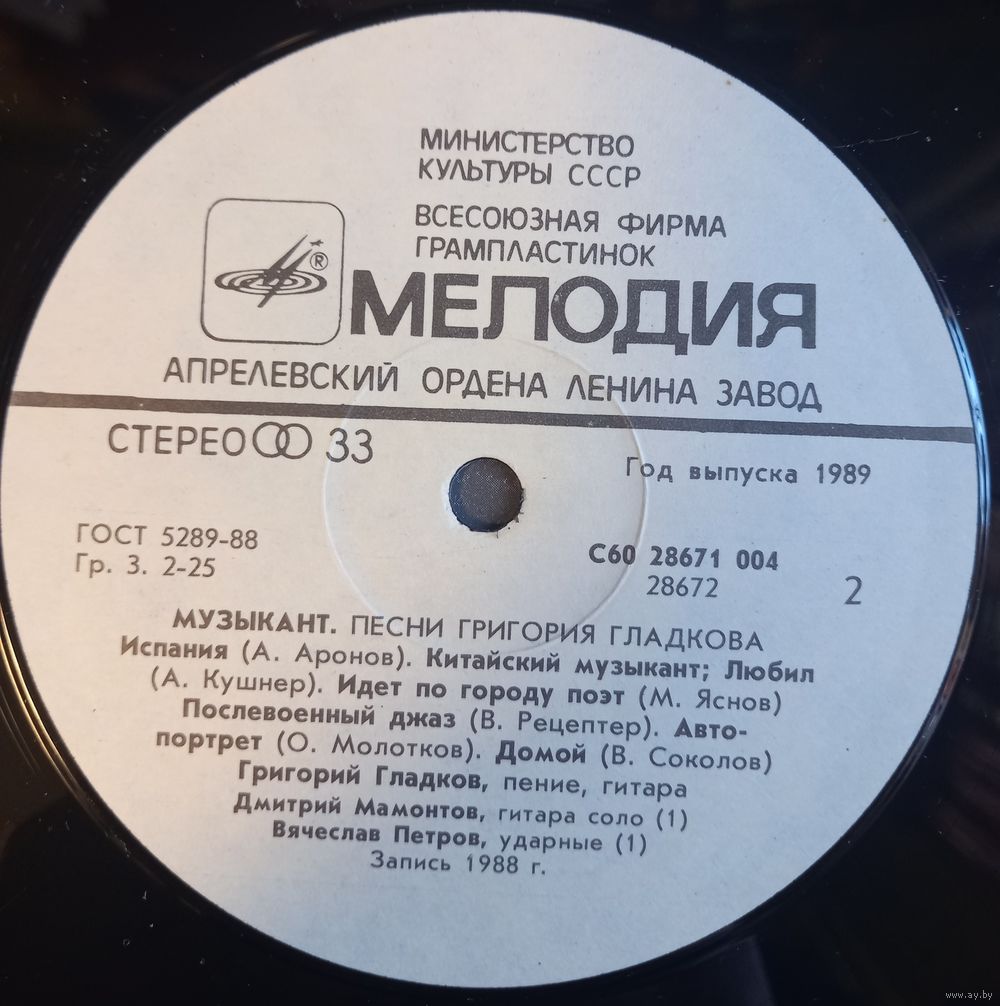 МИНИСТЕРСТВО
КУЛЬТУРЫ СССР
ВСЕСОЮЗНАЯ ФИРМА
ГРАМПЛАСТИНОК
®
МЕЛОДИЯ
АПРЕЛЕВСКИЙ ОРДЕНА ЛЕНИНА ЗАВОД
СТЕРЕО 33
Год выпуска 1989
ГОСТ 5289-88
Гр. 3. 2-25
С60 28671 004
28672
2
МУЗЫКАНТ. ПЕСНИ ГРИГОРИЯ ГЛАДКОВА
Испания (А. Аронов). Китайский музыкант; Любил
(А. Кушнер). Идет по городу поэт (М. Яснов)
Послевоенный джаз (В. Рецептер). Авто-
портрет (О. Молотков). Домой (В. Соколов)
Григорий Гладков, пение, гитара
Дмитрий Мамонтов, гитара соло (1)
Вячеслав Петров, ударные (1)
Запись 1988 г.
www.ay.by